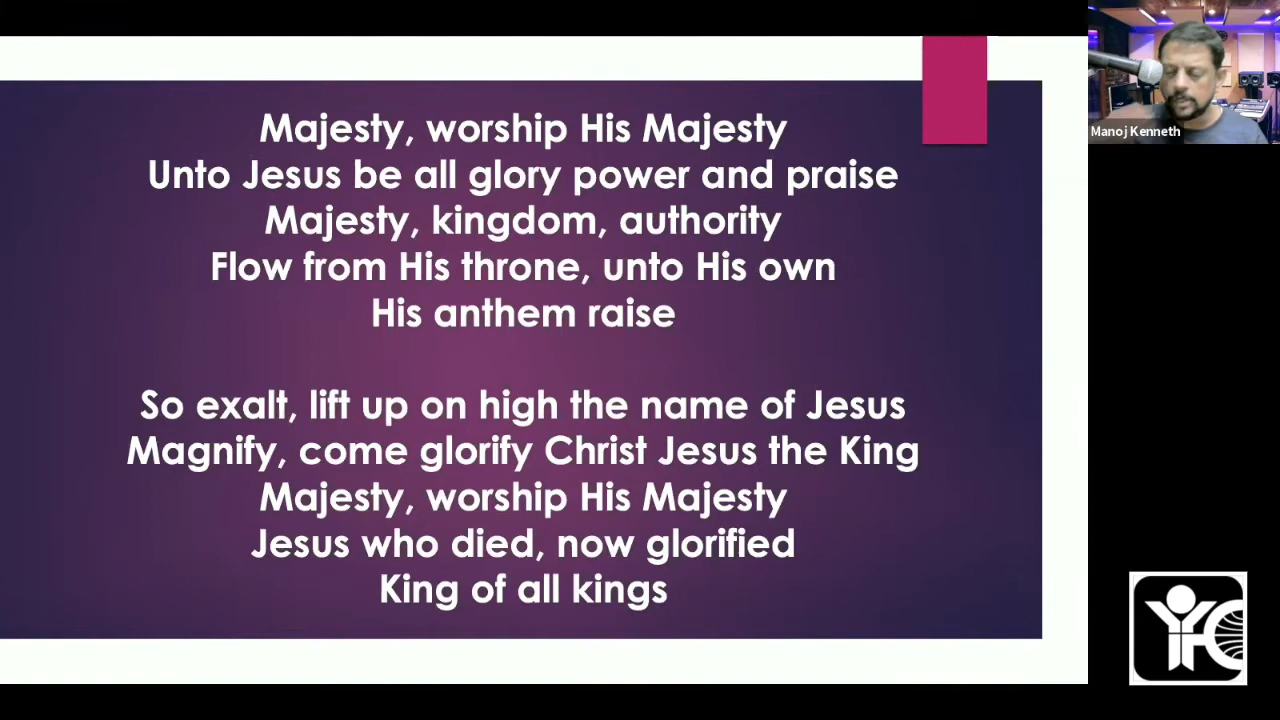 Majesty, worship His Majesty
Unto Jesus be all glory power and praise
Majesty, kingdom, authority
Flow from His throne, unto His own
His anthem raise
So exalt, lift up on high the name of Jesus
Magnify, come glorify Christ Jesus the King
Majesty, worship His Majesty
Jesus who died, now glorified
King of all kings
Manoj Kenneth
YFC